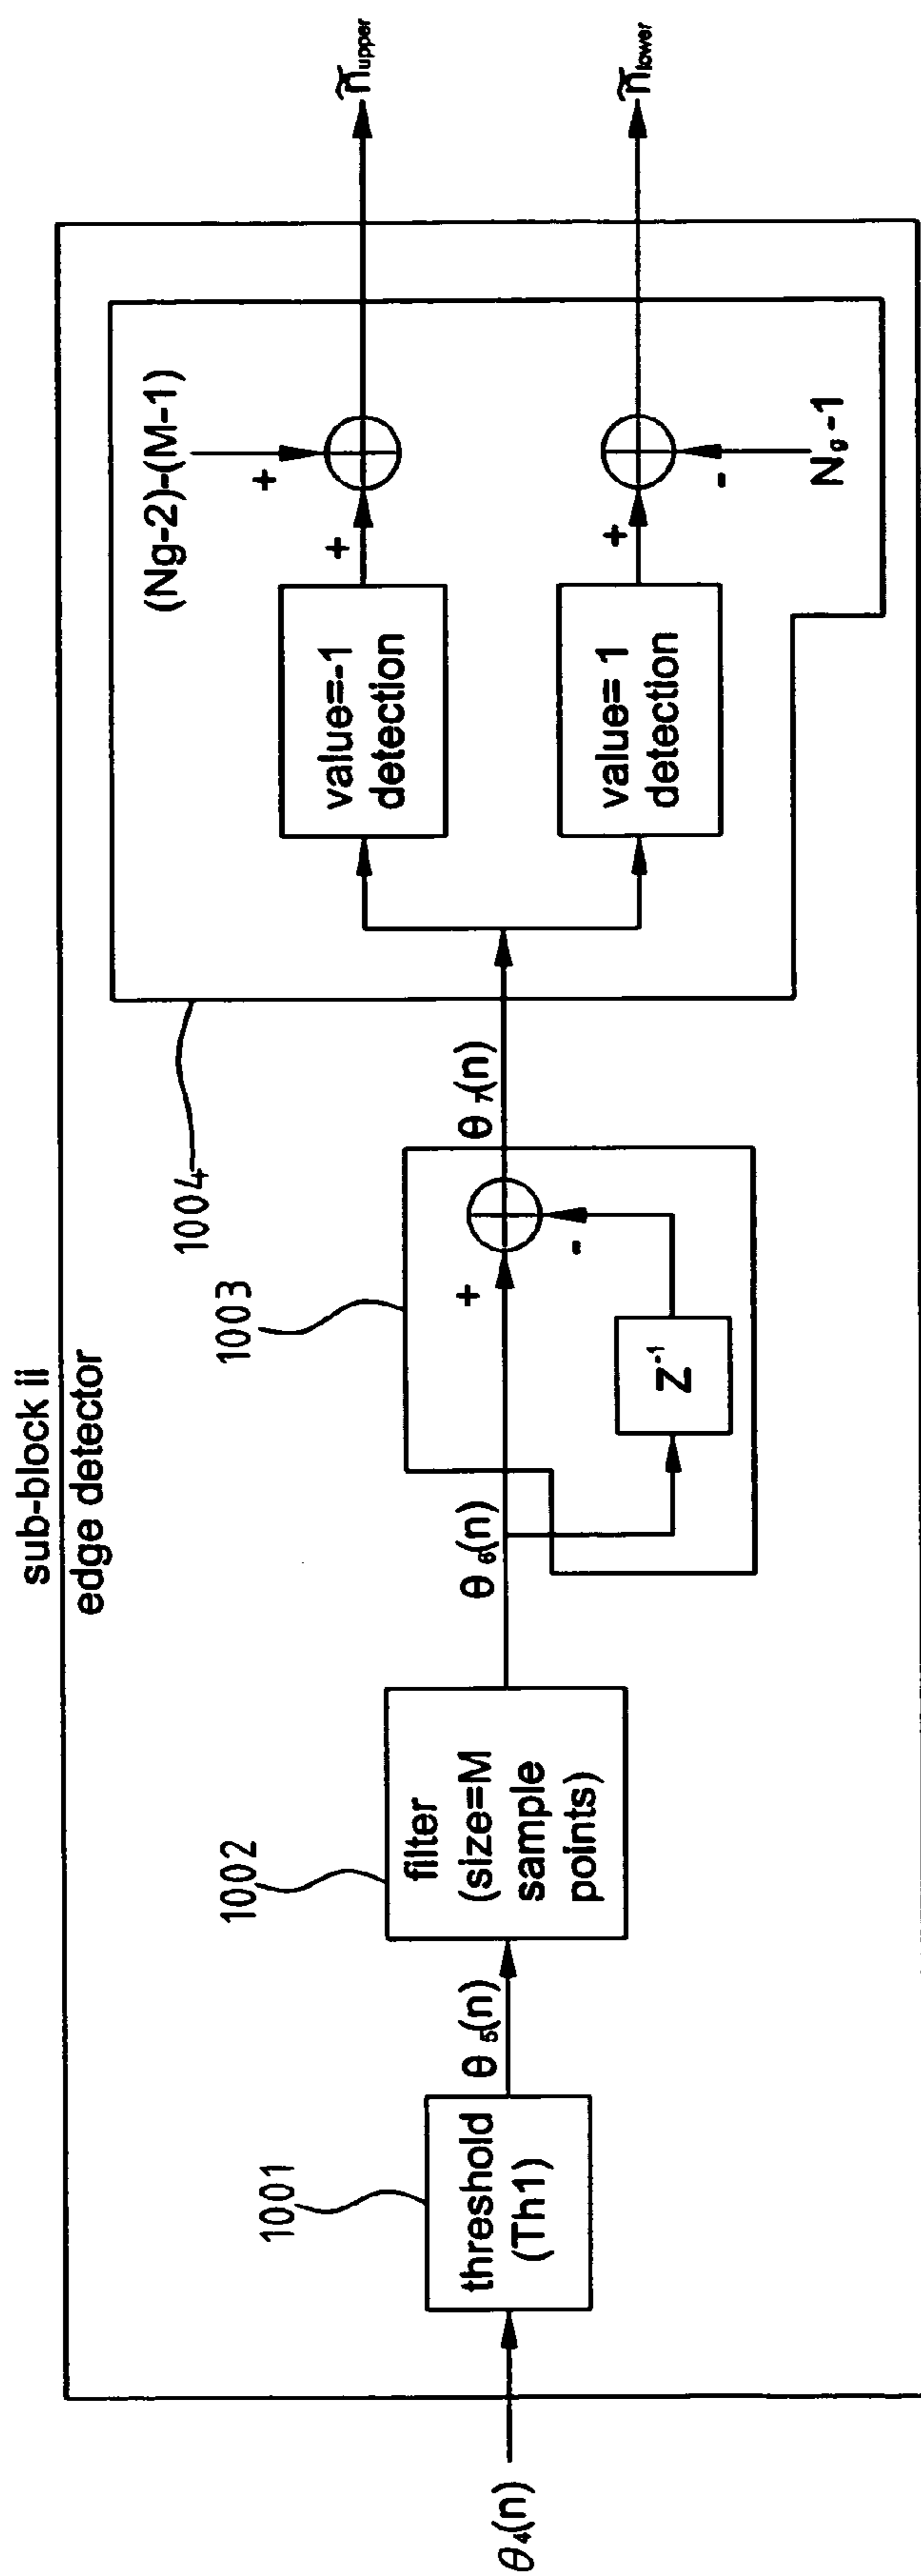 sub-block ii
edge detector
θ₄(n)
1001
threshold
(Th1)
θ₅(n)
1002
filter
(size=M
sample
points)
θ₆(n)
1003
+
-
Z⁻¹
θ₇(n)
1004
value=-1
detection
+
(Ng-2)-(M-1)
+
ñupper
value= 1
detection
+
-
Ng -1
ñlower